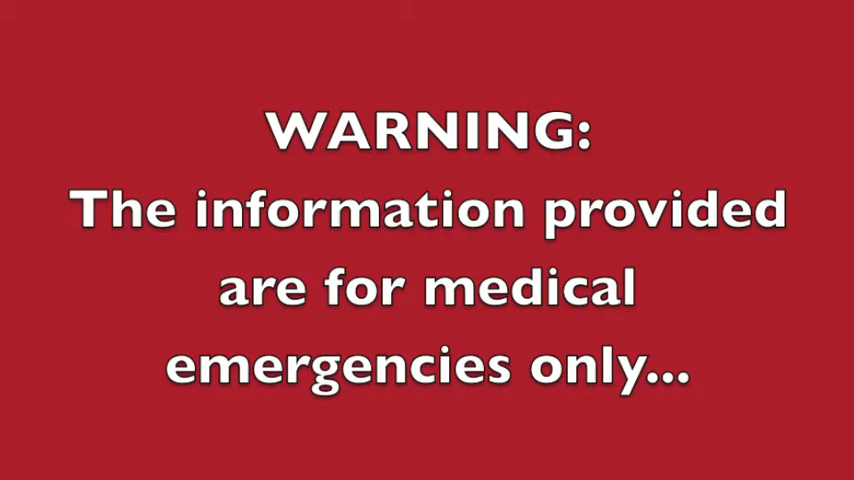 WARNING:
The information provided
are for medical
emergencies only...